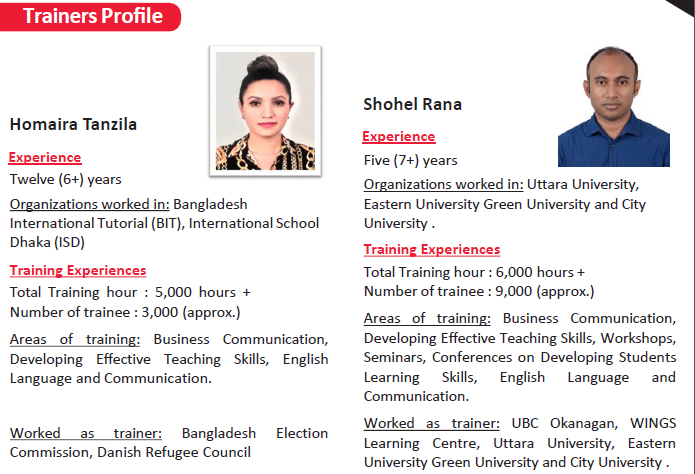 Trainers Profile
Homaira Tanzila
Experience
Twelve (6+) years
Organizations worked in: Bangladesh
International Tutorial (BIT), International School
Dhaka (ISD)
Training Experiences
Total Training hour : 5,000 hours +
Number of trainee : 3,000 (approx.)
Areas of training: Business Communication,
Developing Effective Teaching Skills, English
Language and Communication.
Worked as trainer: Bangladesh Election
Commission, Danish Refugee Council
Shohel Rana
Experience
Five (7+) years
Organizations worked in: Uttara University,
Eastern University Green University and City
University .
Training Experiences
Total Training hour : 6,000 hours +
Number of trainee : 9,000 (approx.)
Areas of training: Business Communication,
Developing Effective Teaching Skills, Workshops,
Seminars, Conferences on Developing Students
Learning Skills, English Language and
Communication.
Worked as trainer: UBC Okanagan, WINGS
Learning Centre, Uttara University, Eastern
University Green University and City University .